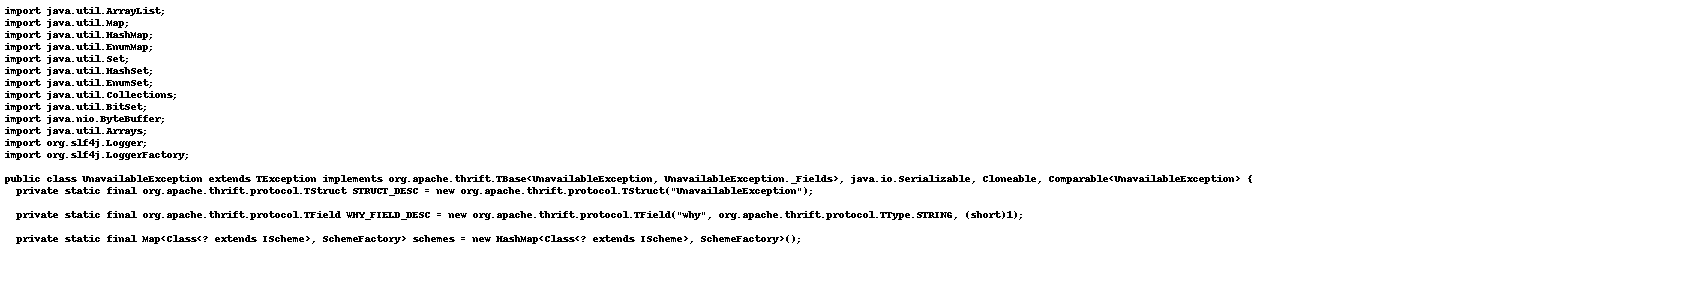 import java.util.ArrayList;
import java.util.Map;
import java.util.HashMap;
import java.util.EnumMap;
import java.util.Set;
import java.util.HashSet;
import java.util.EnumSet;
import java.util.Collections;
import java.util.BitSet;
import java.nio.ByteBuffer;
import java.util.Arrays;
import org.slf4j.Logger;
import org.slf4j.LoggerFactory;
public class UnavailableException extends TException implements org.apache.thrift.TBase<UnavailableException, UnavailableException._Fields>, java.io.Serializable, Cloneable, Comparable<UnavailableException> {
private static final org.apache.thrift.protocol.TStruct STRUCT_DESC = new org.apache.thrift.protocol.TStruct("UnavailableException");
private static final org.apache.thrift.protocol.TField WHY_FIELD_DESC = new org.apache.thrift.protocol.TField("why", org.apache.thrift.protocol.TType.STRING, (short)1);
private static final Map<Class<? extends IScheme>, SchemeFactory> schemes = new HashMap<Class<? extends IScheme>, SchemeFactory>();